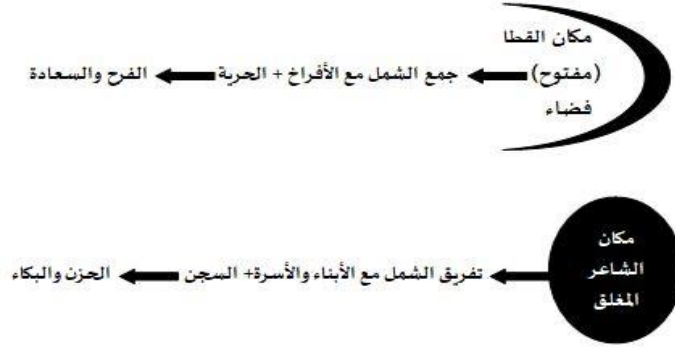 مكان القطا
(مفتوح) جمع الشمل مع الأفراخ + الحرية الفرح والسعادة
فضاء
مكان
الشاعر تفريق الشمل مع الأبناء والأسرة+ السجن الحزن والبكاء
المغلق